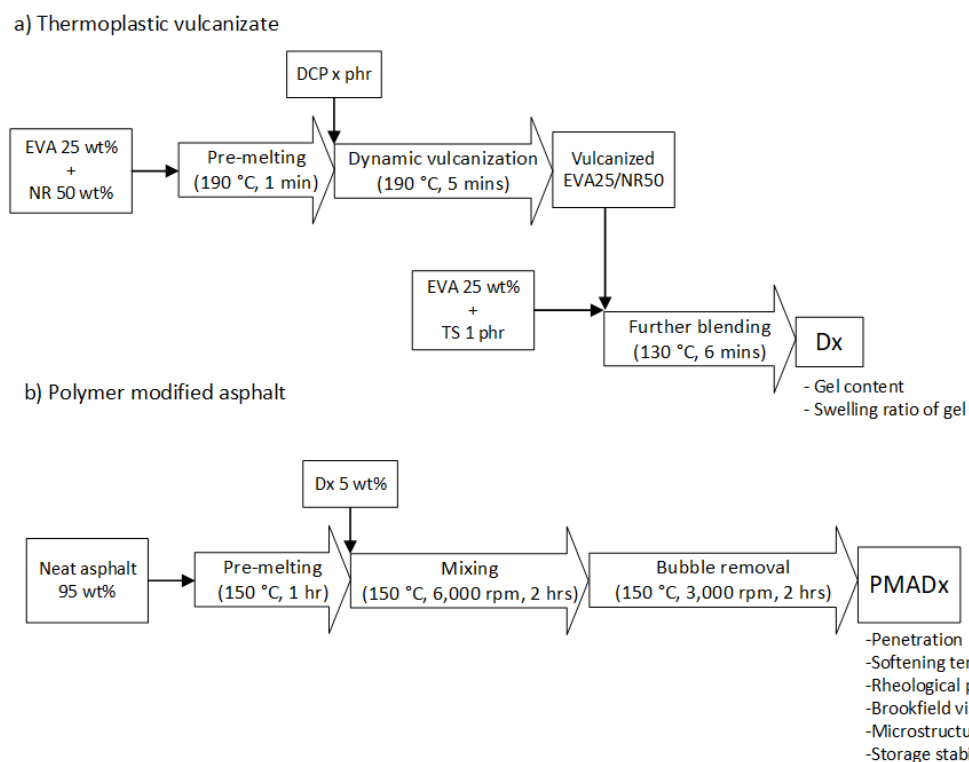 a) Thermoplastic vulcanizate
DCP x phr
EVA 25 wt%
+
NR 50 wt%
Pre-melting
(190 °C, 1 min)
Dynamic vulcanization
(190 °C, 5 mins)
Vulcanized
EVA25/NR50
EVA 25 wt%
+
TS 1 phr
Further blending
(130 °C, 6 mins)
Dx
- Gel content
- Swelling ratio of gel
b) Polymer modified asphalt
Dx 5 wt%
Neat asphalt
95 wt%
Pre-melting
(150 °C, 1 hr)
Mixing
(150 °C, 6,000 rpm, 2 hrs)
Bubble removal
(150 °C, 3,000 rpm, 2 hrs)
PMADx
-Penetration
-Softening
-Rheological
-Brookfield